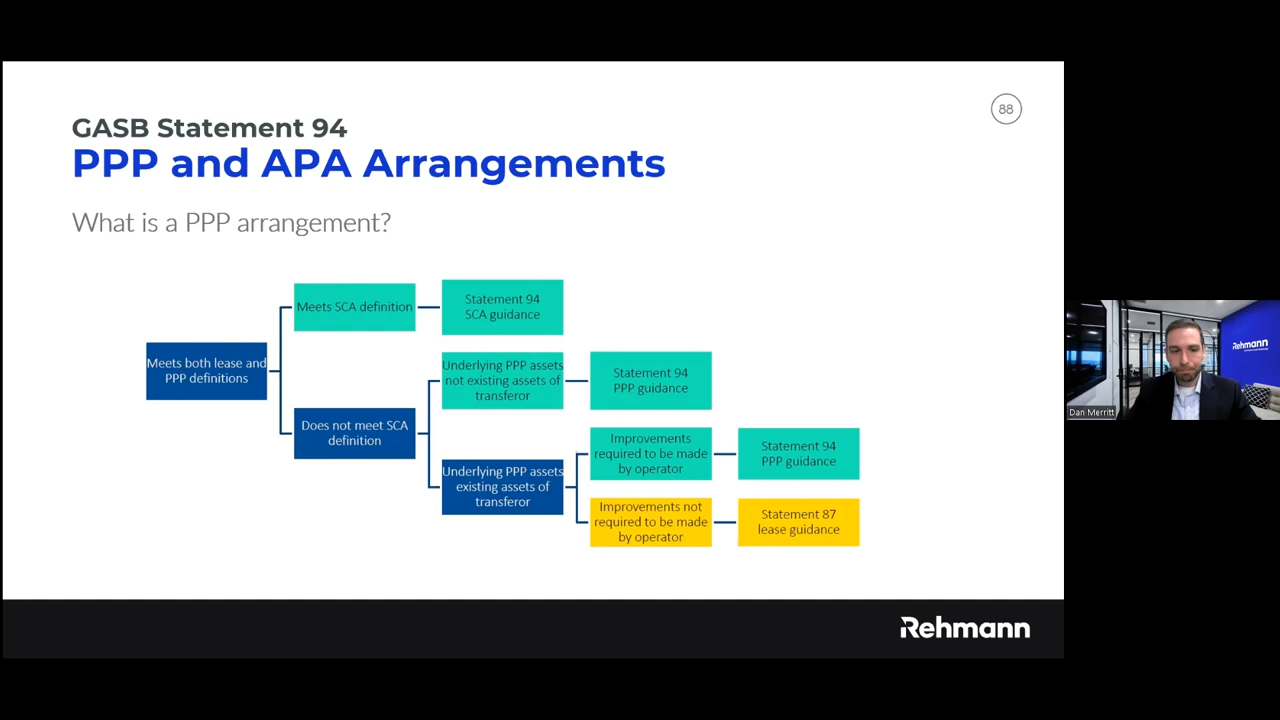 88
GASB Statement 94
PPP and APA Arrangements
What is a PPP arrangement?
Meets both lease and
PPP definitions
Meets SCA definition
Statement 94
SCA guidance
Does not meet SCA
definition
Underlying PPP assets
not existing assets of
transferor
Statement 94
PPP guidance
Underlying PPP assets
existing assets of
transferor
Improvements
required to be made
by operator
Statement 94
PPP guidance
Improvements not
required to be made
by operator
Statement 87
lease guidance
Rehmann
Rehmann
Dan Merritt